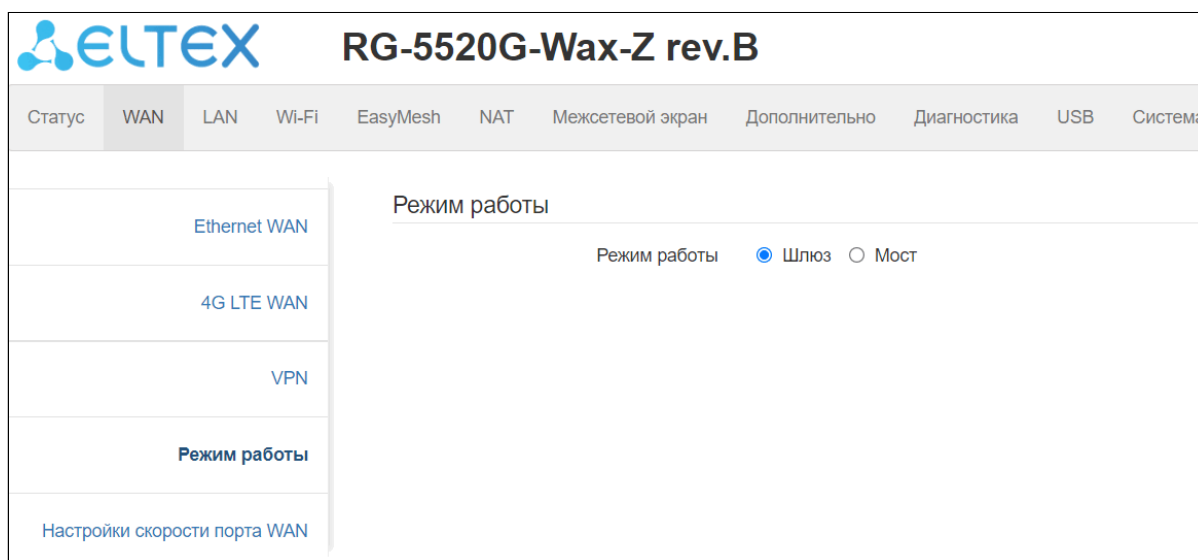 ELTEX RG-5520G-Wax-Z rev.B
Статус WAN LAN Wi-Fi EasyMesh NAT Межсетевой экран Дополнительно Диагностика USB Система
Режим работы
Ethernet WAN
Режим работы Шлюз Мост
4G LTE WAN
VPN
Режим работы
Настройки скорости порта WAN